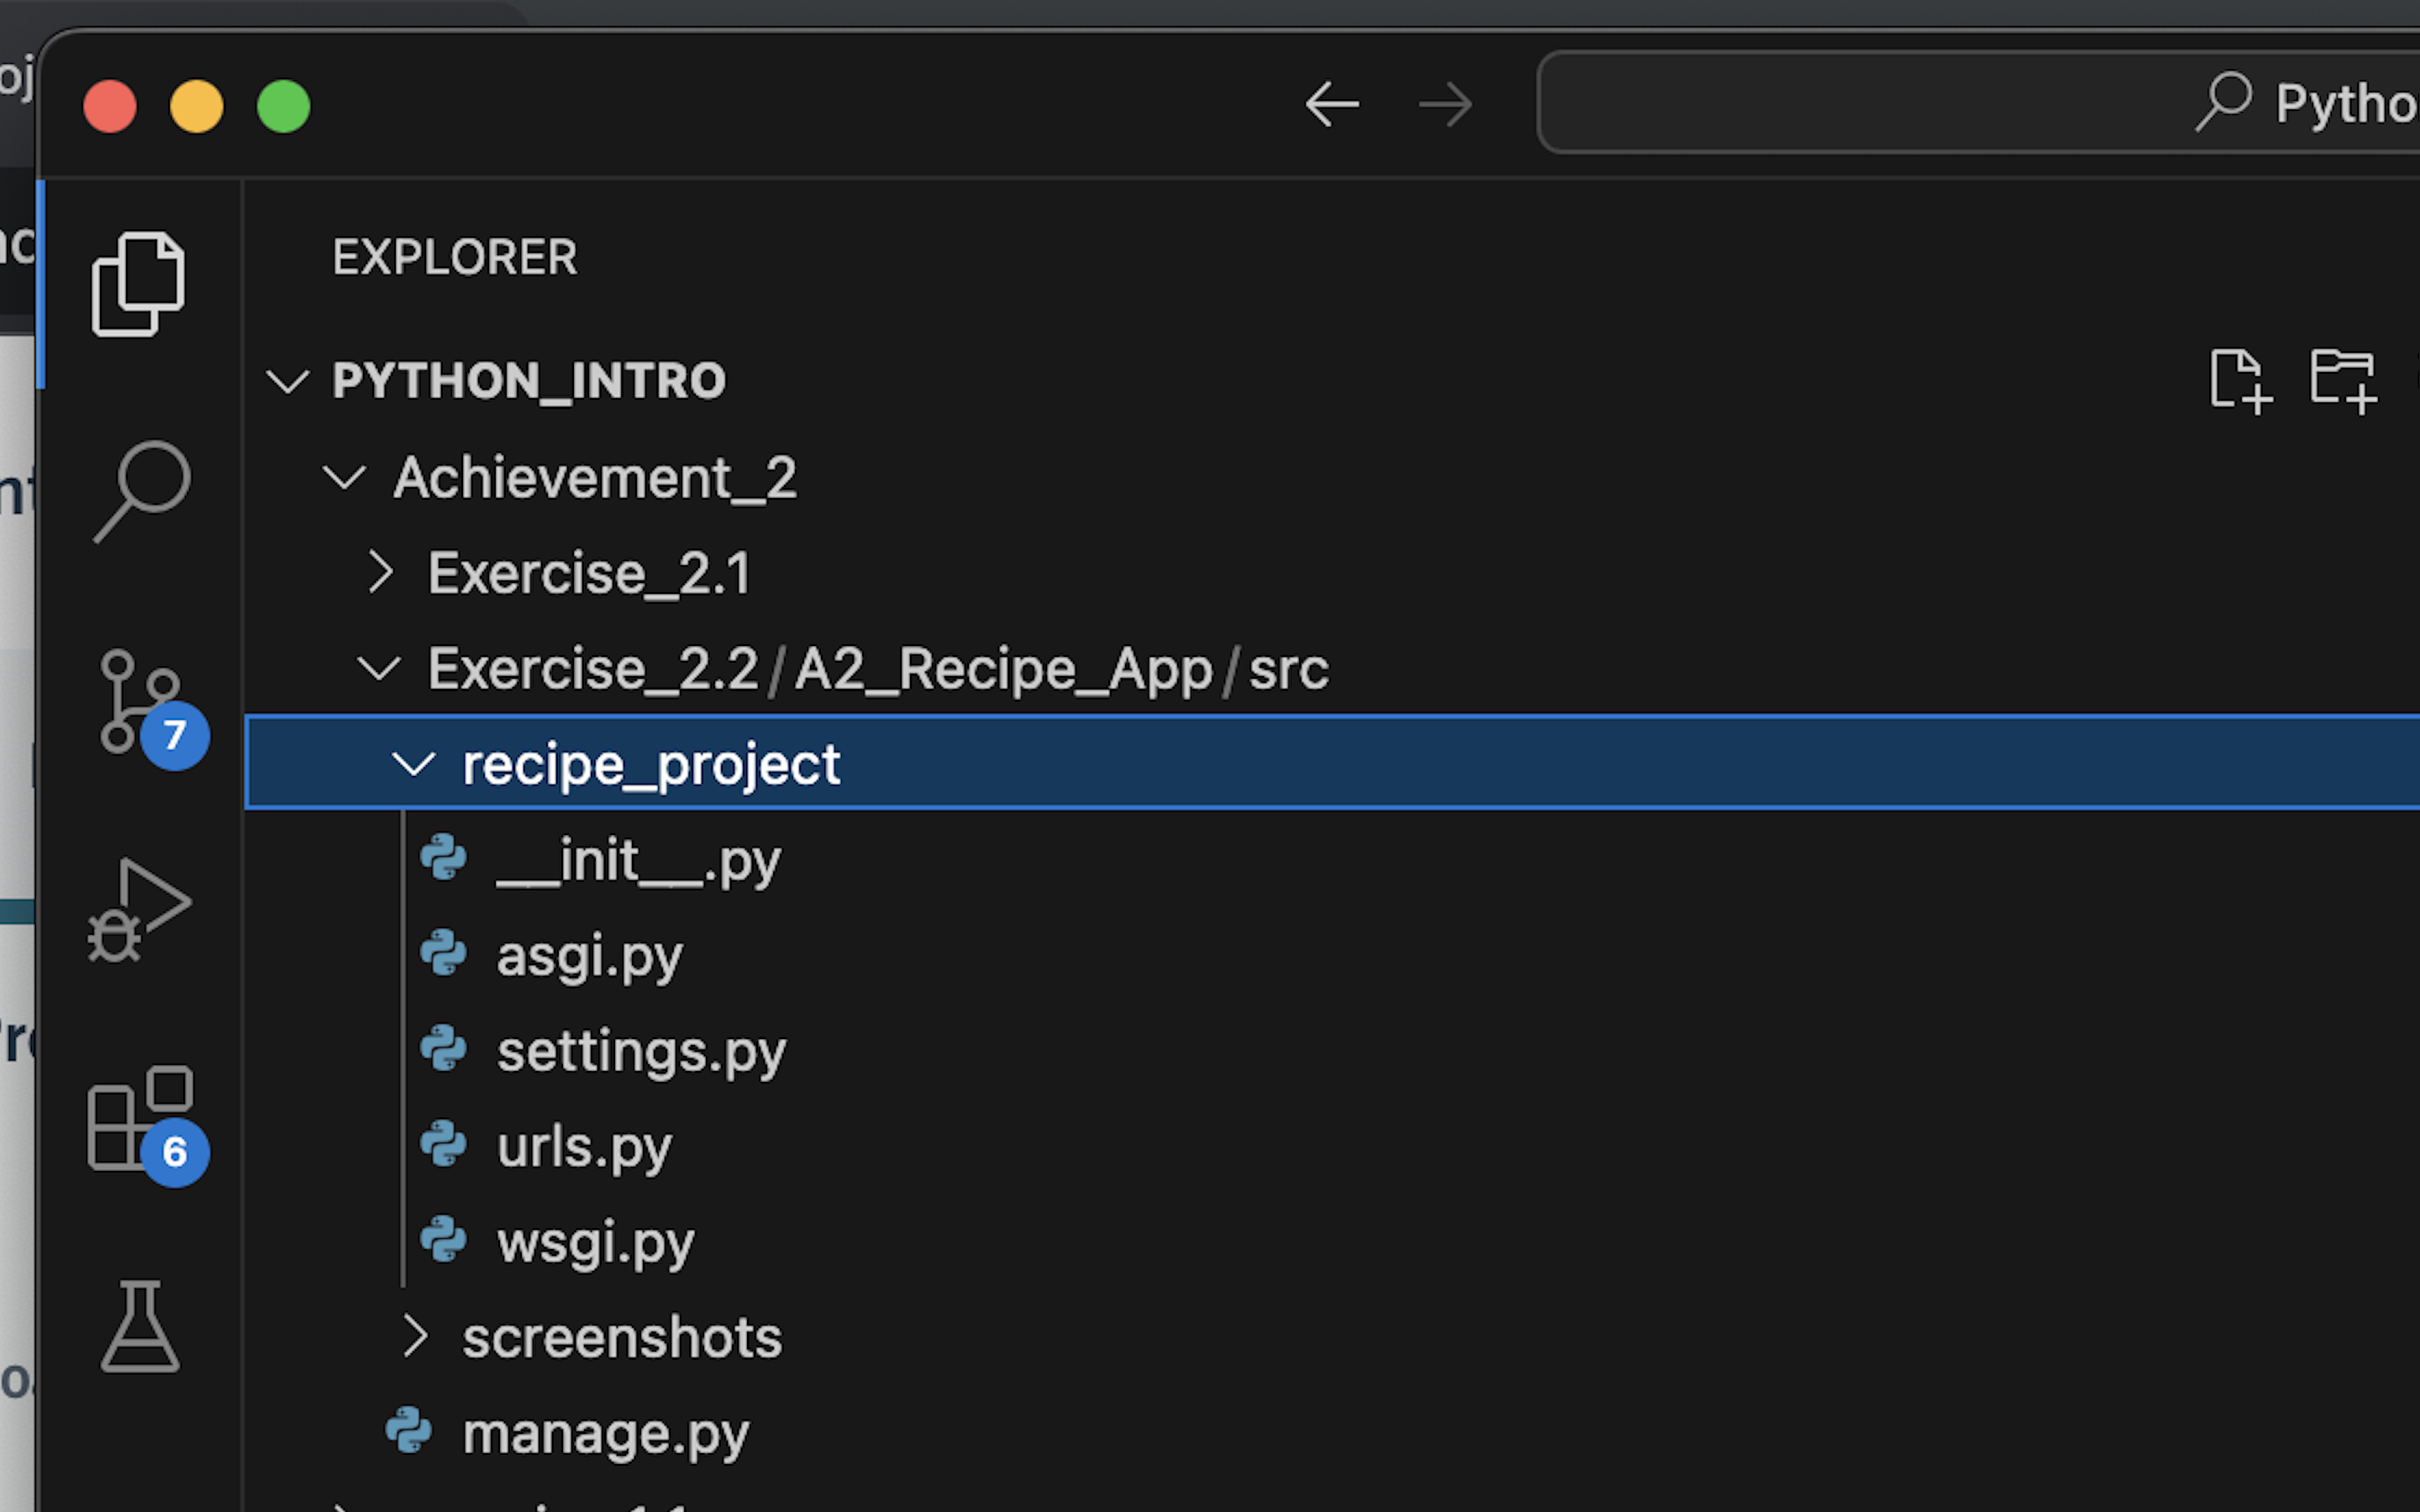 Pytho
EXPLORER
PYTHON_INTRO
Achievement_2
Exercise_2.1
Exercise_2.2/A2_Recipe_App/src
7
recipe_project
__init__.py
asgi.py
settings.py
urls.py
6
wsgi.py
screenshots
manage.py